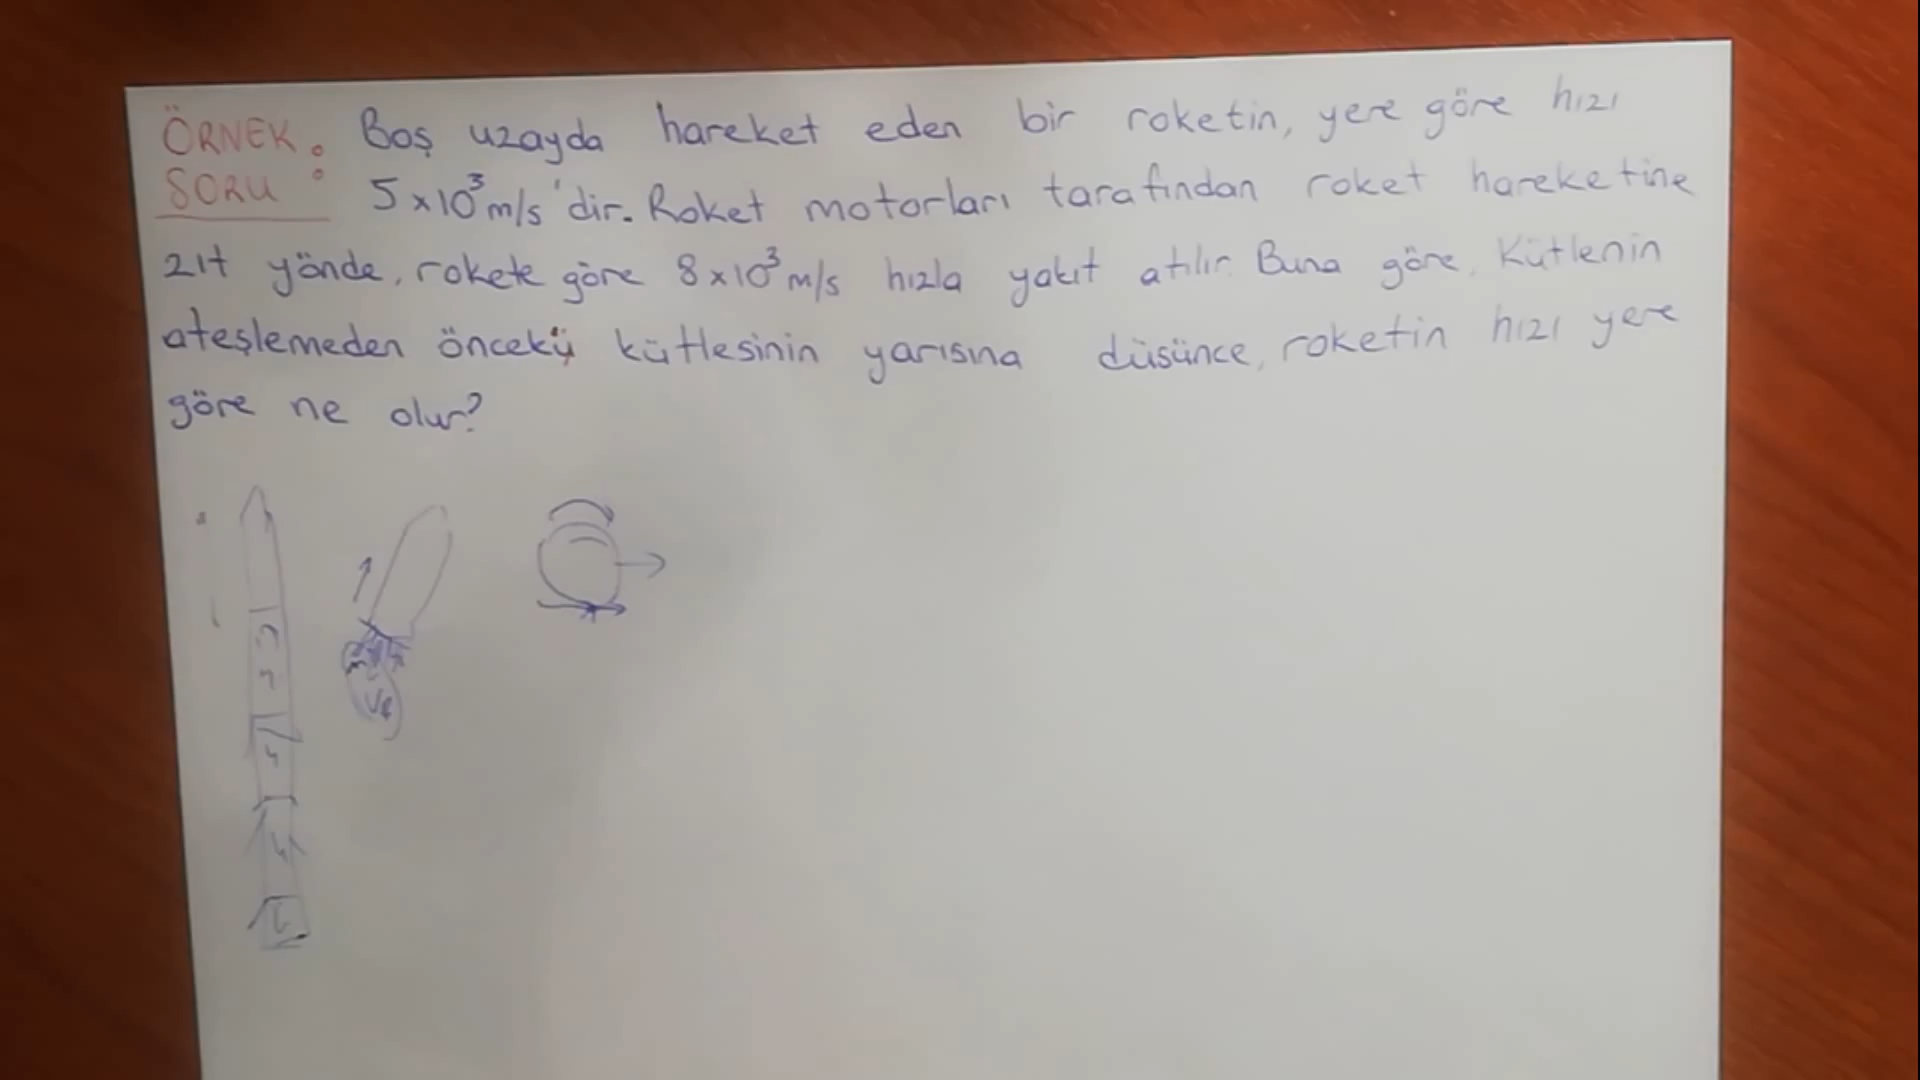 ÖRNEK: Boş uzayda hareket eden bir roketin, yere göre hızı
SORU 5x10³ m/s'dir. Roket motorları tarafından roket hareketine
zıt yönde, rokete göre 8x10³ m/s hızla yakıt atılır. Buna göre, kütlenin
ateşlemeden önceki kütlesinin yarısına düsünce, roketin hızı yere
göre ne olur?